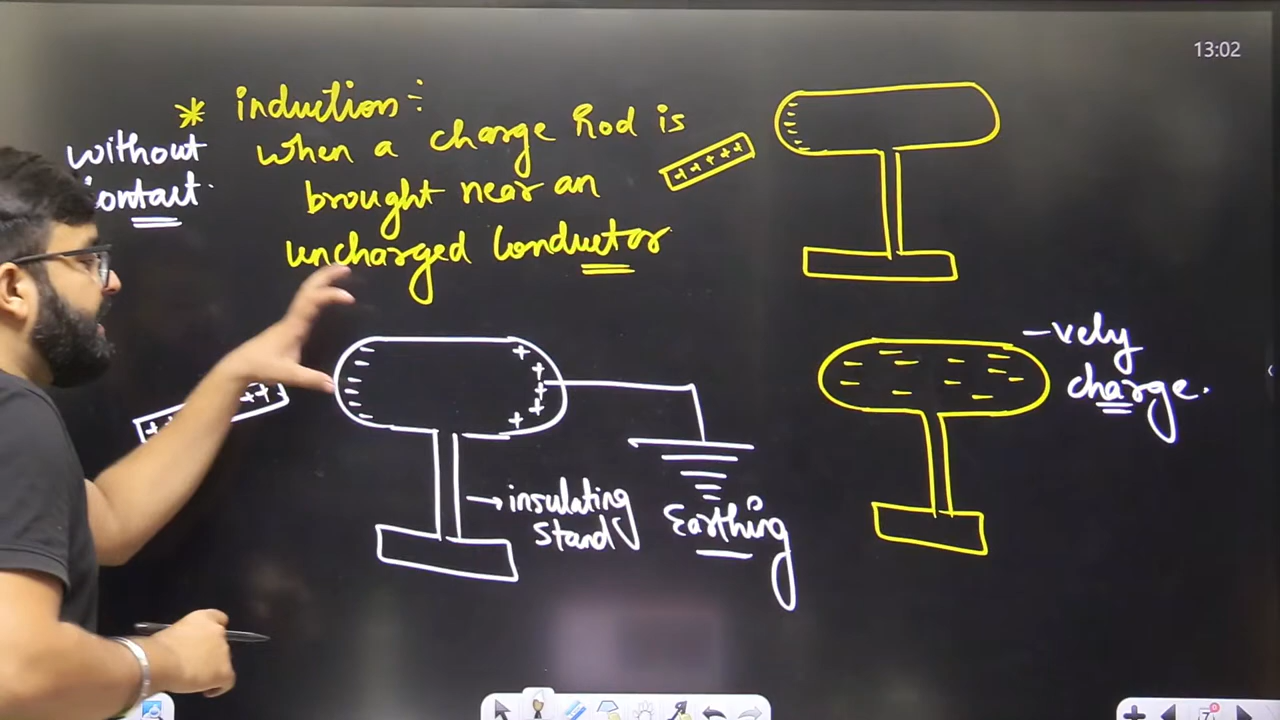 13:02
* induction :-
without contact.
when a charge Rod is
brought near an
uncharged conductor
+ + + + +
-vely
charge.
→ insulating
stand
Earthing